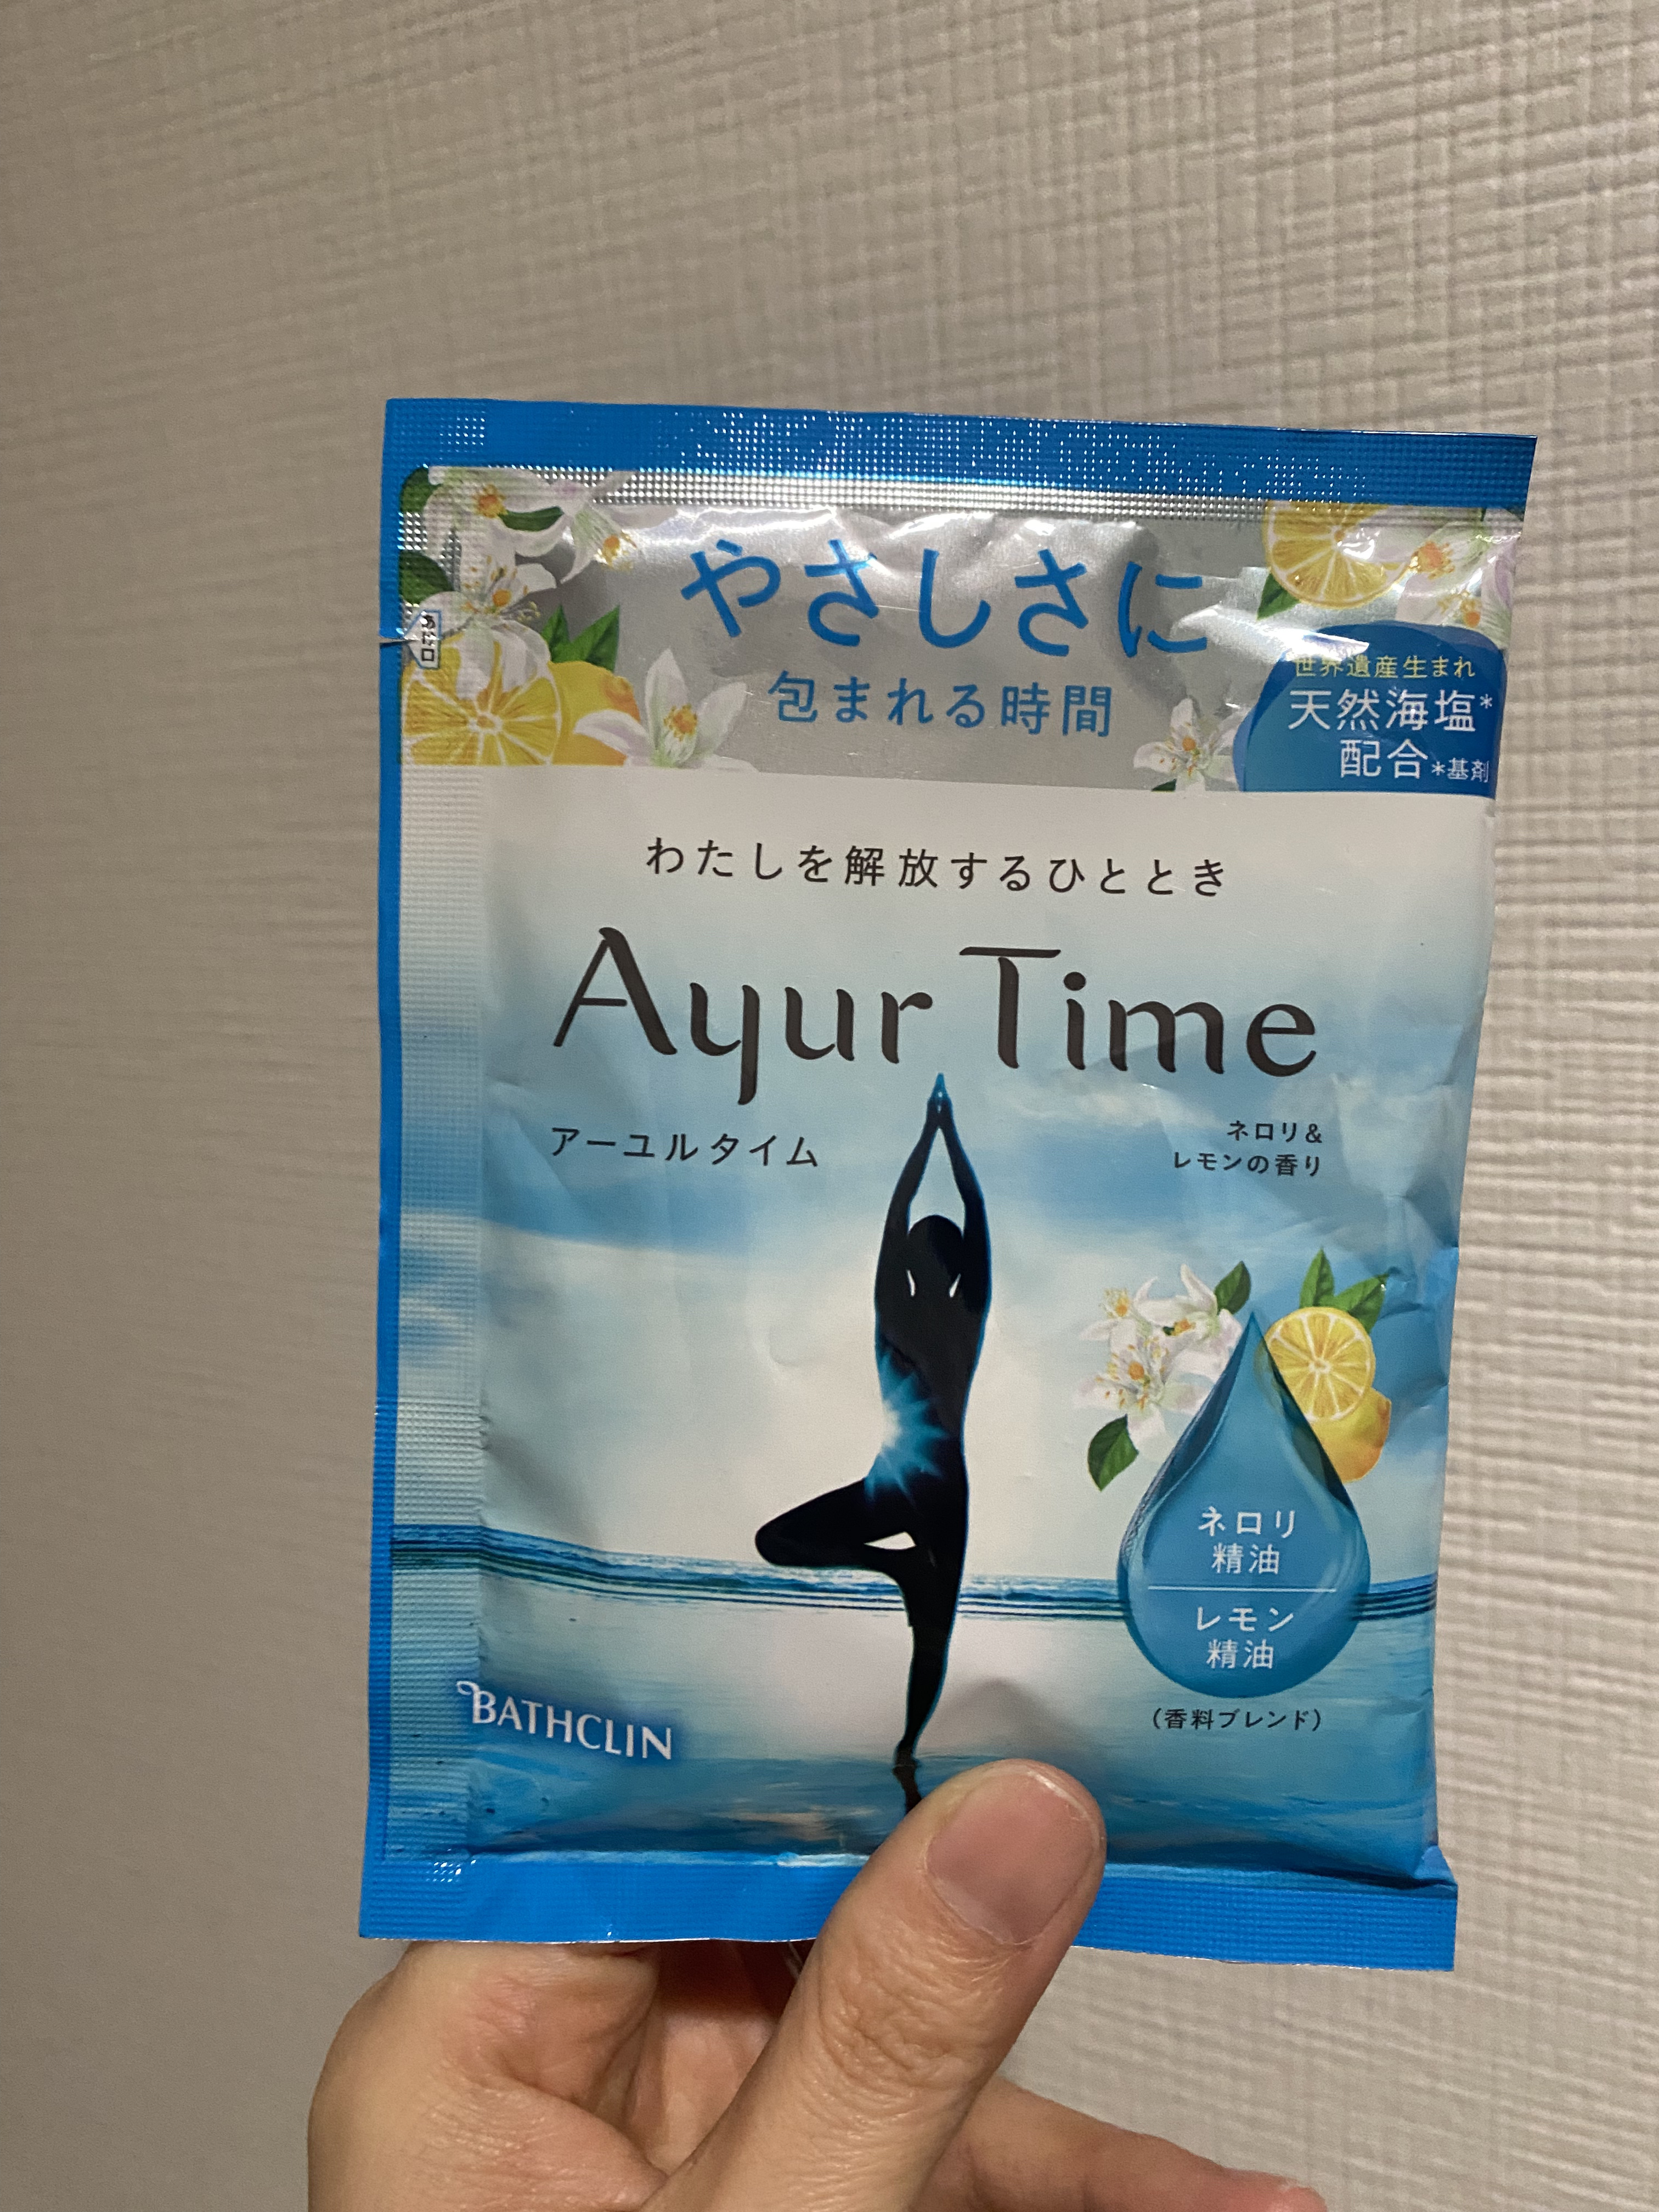 やさしさに
包まれる時間
あけ口
世界遺産生まれ
天然海塩*
配合*基剤
わたしを解放するひととき
Ayur Time
アーユルタイム
ネロリ&
レモンの香り
ネロリ
精油
レモン
精油
(香料ブレンド)
BATHCLIN